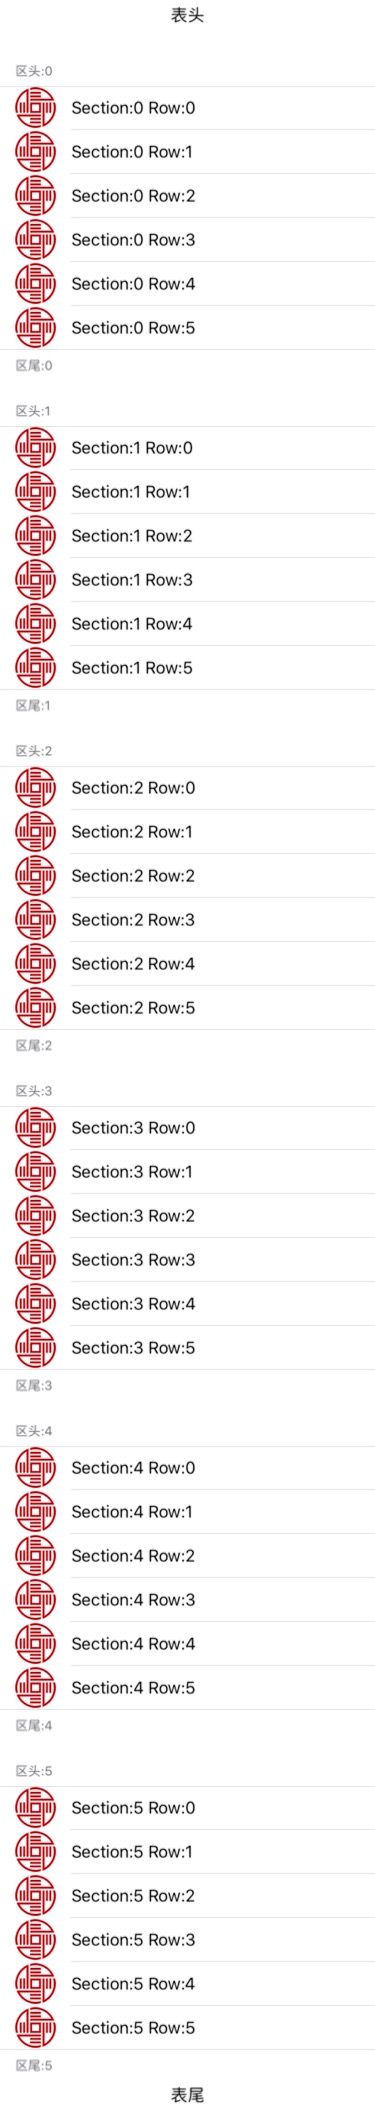 表头
区头:0
Section:0 Row:0
Section:0 Row:1
Section:0 Row:2
Section:0 Row:3
Section:0 Row:4
Section:0 Row:5
区尾:0
区头:1
Section:1 Row:0
Section:1 Row:1
Section:1 Row:2
Section:1 Row:3
Section:1 Row:4
Section:1 Row:5
区尾:1
区头:2
Section:2 Row:0
Section:2 Row:1
Section:2 Row:2
Section:2 Row:3
Section:2 Row:4
Section:2 Row:5
区尾:2
区头:3
Section:3 Row:0
Section:3 Row:1
Section:3 Row:2
Section:3 Row:3
Section:3 Row:4
Section:3 Row:5
区尾:3
区头:4
Section:4 Row:0
Section:4 Row:1
Section:4 Row:2
Section:4 Row:3
Section:4 Row:4
Section:4 Row:5
区尾:4
区头:5
Section:5 Row:0
Section:5 Row:1
Section:5 Row:2
Section:5 Row:3
Section:5 Row:4
Section:5 Row:5
区尾:5
表尾